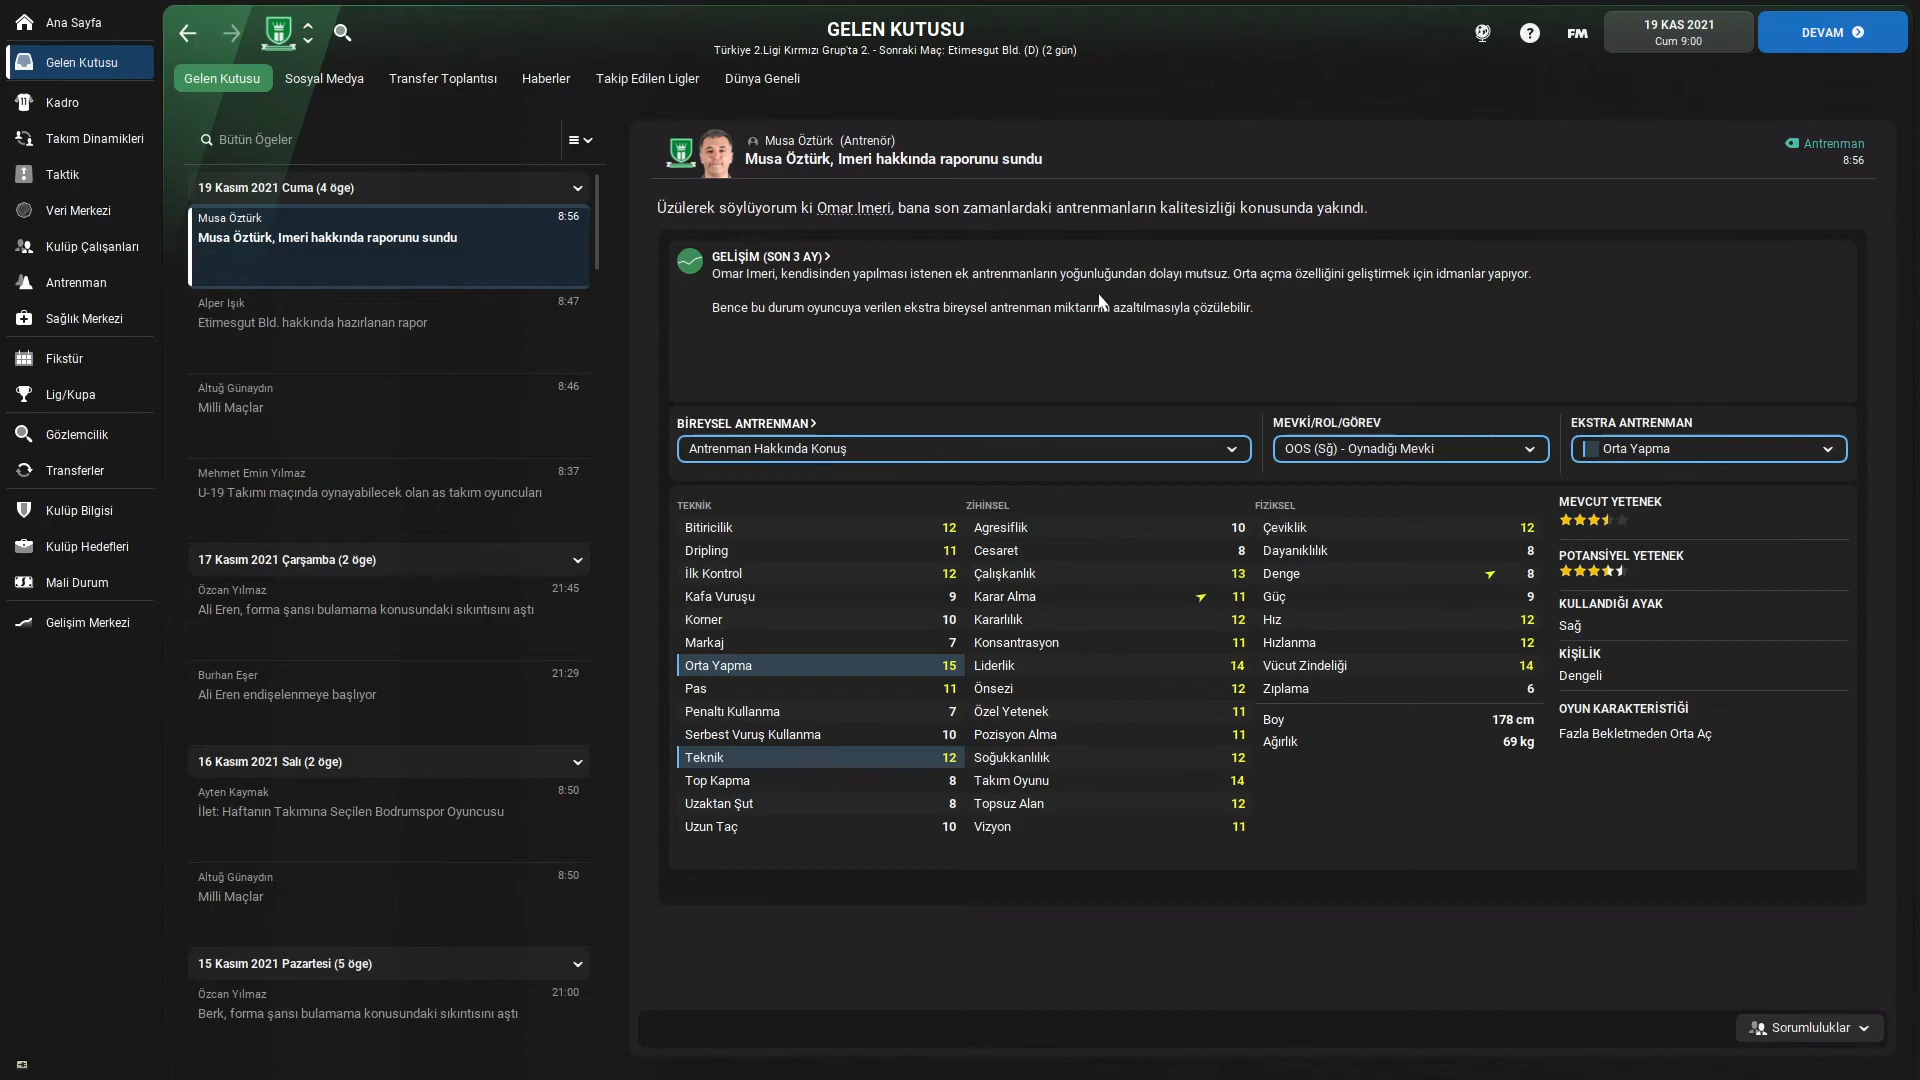 Ana Sayfa
Gelen Kutusu
Kadro
Takım Dinamikleri
Taktik
Veri Merkezi
Kulüp Çalışanları
Antrenman
Sağlık Merkezi
Fikstür
Lig/Kupa
Gözlemcilik
Transferler
Kulüp Bilgisi
Kulüp Hedefleri
Mali Durum
Gelişim Merkezi
GELEN KUTUSU
Türkiye 2.Ligi Kırmızı Grup'ta 2. - Sonraki Maç: Etimesgut Bld. (D) (2 gün)
FM
19 KAS 2021
Cum 9:00
DEVAM
Gelen Kutusu
Sosyal Medya
Transfer Toplantısı
Haberler
Takip Edilen Ligler
Dünya Geneli
Bütün Ögeler
19 Kasım 2021 Cuma (4 öge)
Musa Öztürk 8:56
Musa Öztürk, Imeri hakkında raporunu sundu
Alper Işık 8:47
Etimesgut Bld. hakkında hazırlanan rapor
Altuğ Günaydın 8:46
Milli Maçlar
Mehmet Emin Yılmaz 8:37
U-19 Takımı maçında oynayabilecek olan as takım oyuncuları
17 Kasım 2021 Çarşamba (2 öge)
Özcan Yılmaz 21:45
Ali Eren, forma şansı bulamama konusundaki sıkıntısını aştı
Burhan Eşer 21:29
Ali Eren endişelenmeye başlıyor
16 Kasım 2021 Salı (2 öge)
Ayten Kaymak 8:50
İlet: Haftanın Takımına Seçilen Bodrumspor Oyuncusu
Altuğ Günaydın 8:50
Milli Maçlar
15 Kasım 2021 Pazartesi (5 öge)
Özcan Yılmaz 21:00
Berk, forma şansı bulamama konusundaki sıkıntısını aştı
Musa Öztürk (Antrenör)
Musa Öztürk, Imeri hakkında raporunu sundu
Antrenman
8:56
Üzülerek söylüyorum ki Omar Imeri, bana son zamanlardaki antrenmanların kalitesizliği konusunda yakındı.
GELİŞİM (SON 3 AY)
Omar Imeri, kendisinden yapılması istenen ek antrenmanların yoğunluğundan dolayı mutsuz. Orta açma özelliğini geliştirmek için idmanlar yapıyor.
Bence bu durum oyuncuya verilen ekstra bireysel antrenman miktarının azaltılmasıyla çözülebilir.
BİREYSEL ANTRENMAN
Antrenman Hakkında Konuş
MEVKİ/ROL/GÖREV
OOS (Sğ) - Oynadığı Mevki
EKSTRA ANTRENMAN
Orta Yapma
TEKNİK
Bitiricilik 12
Dripling 11
İlk Kontrol 12
Kafa Vuruşu 9
Korner 10
Markaj 7
Orta Yapma 15
Pas 11
Penaltı Kullanma 7
Serbest Vuruş Kullanma 10
Teknik 12
Top Kapma 8
Uzaktan Şut 8
Uzun Taç 10
ZİHİNSEL
Agresiflik 10
Cesaret 8
Çalışkanlık 13
Karar Alma 11
Kararlılık 12
Konsantrasyon 11
Liderlik 14
Önsezi 12
Özel Yetenek 11
Pozisyon Alma 11
Soğukkanlılık 12
Takım Oyunu 14
Topsuz Alan 12
Vizyon 11
FİZİKSEL
Çeviklik 12
Dayanıklılık 8
Denge 8
Güç 9
Hız 12
Hızlanma 12
Vücut Zindeliği 14
Zıplama 6
Boy 178 cm
Ağırlık 69 kg
MEVCUT YETENEK
POTANSİYEL YETENEK
KULLANDIĞI AYAK
Sağ
KİŞİLİK
Dengeli
OYUN KARAKTERİSTİĞİ
Fazla Bekletmeden Orta Aç
Sorumluluklar